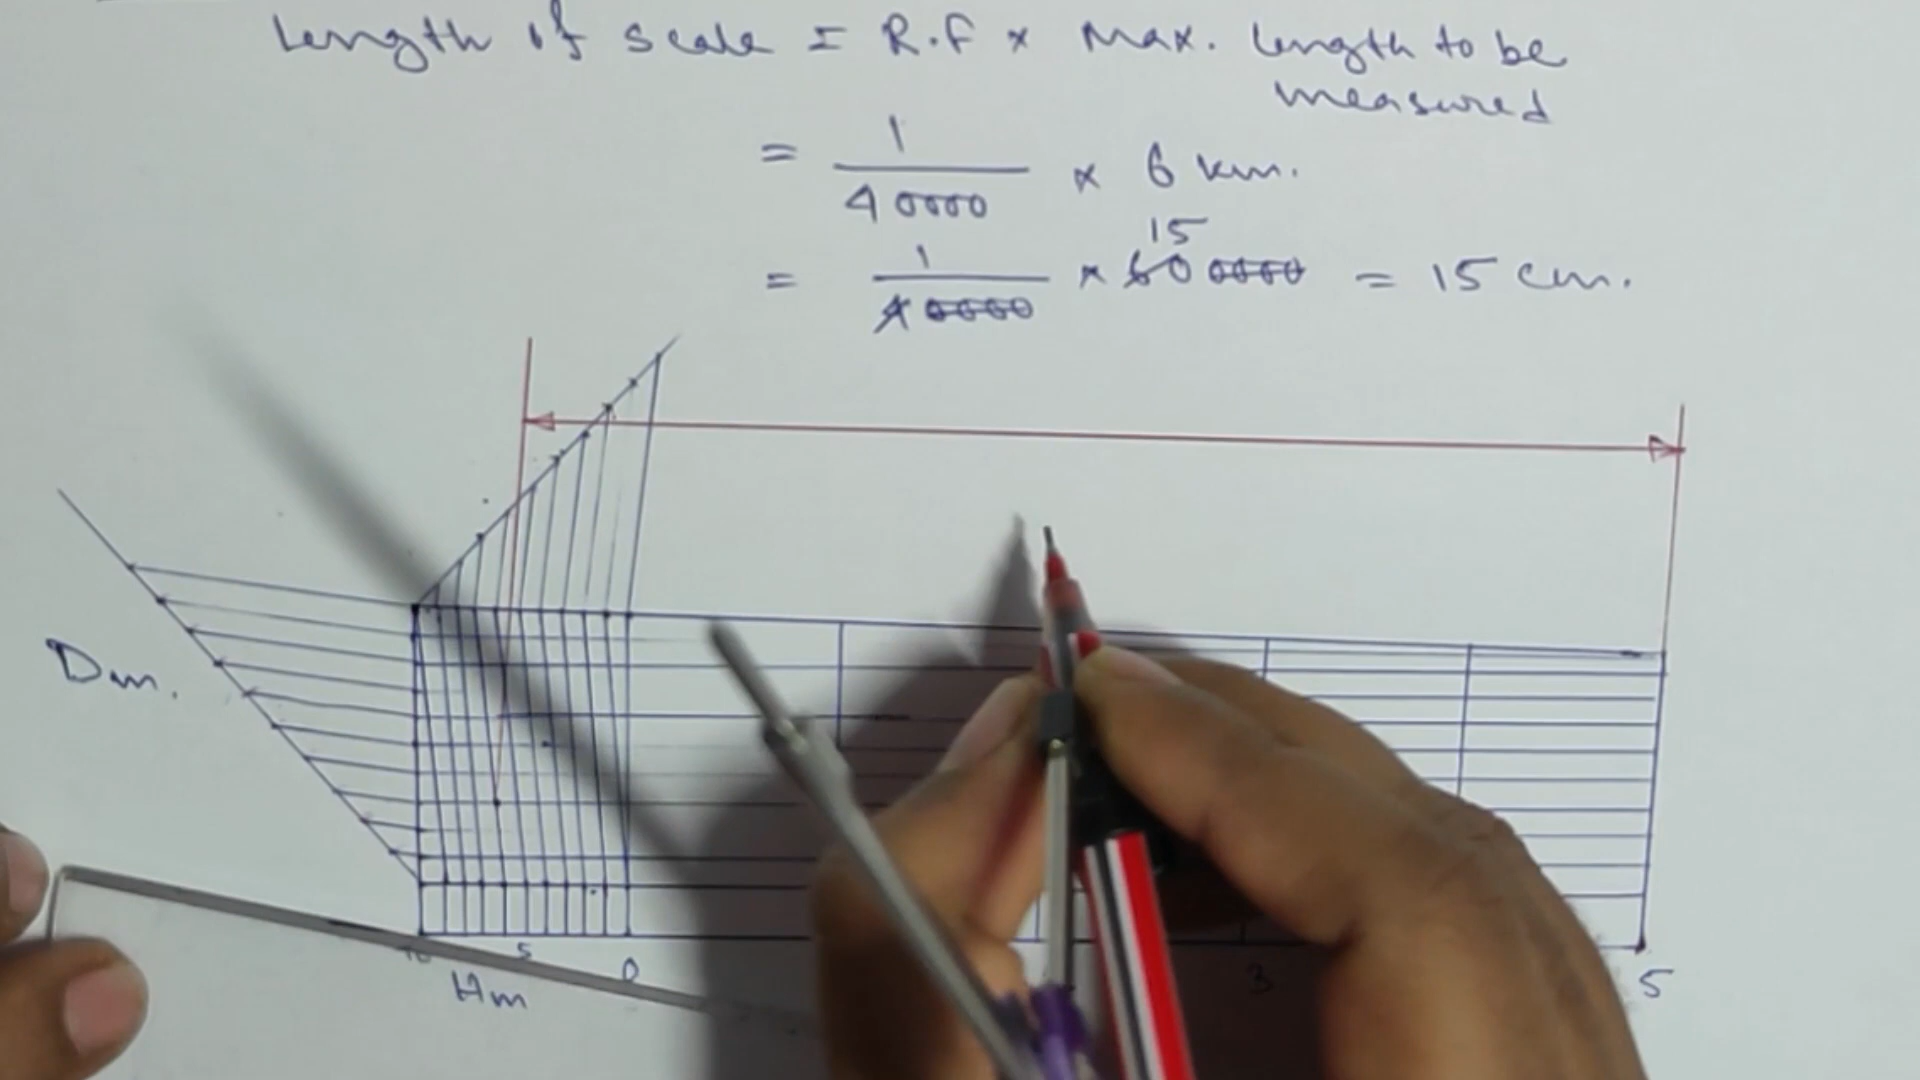 Length of scale = R.F × Max. length to be
measured
= 1/40000 × 6 km.
15
= 1/40000 × 600000 = 15 cm.
Dm.
10 5 0 3 5
Hm